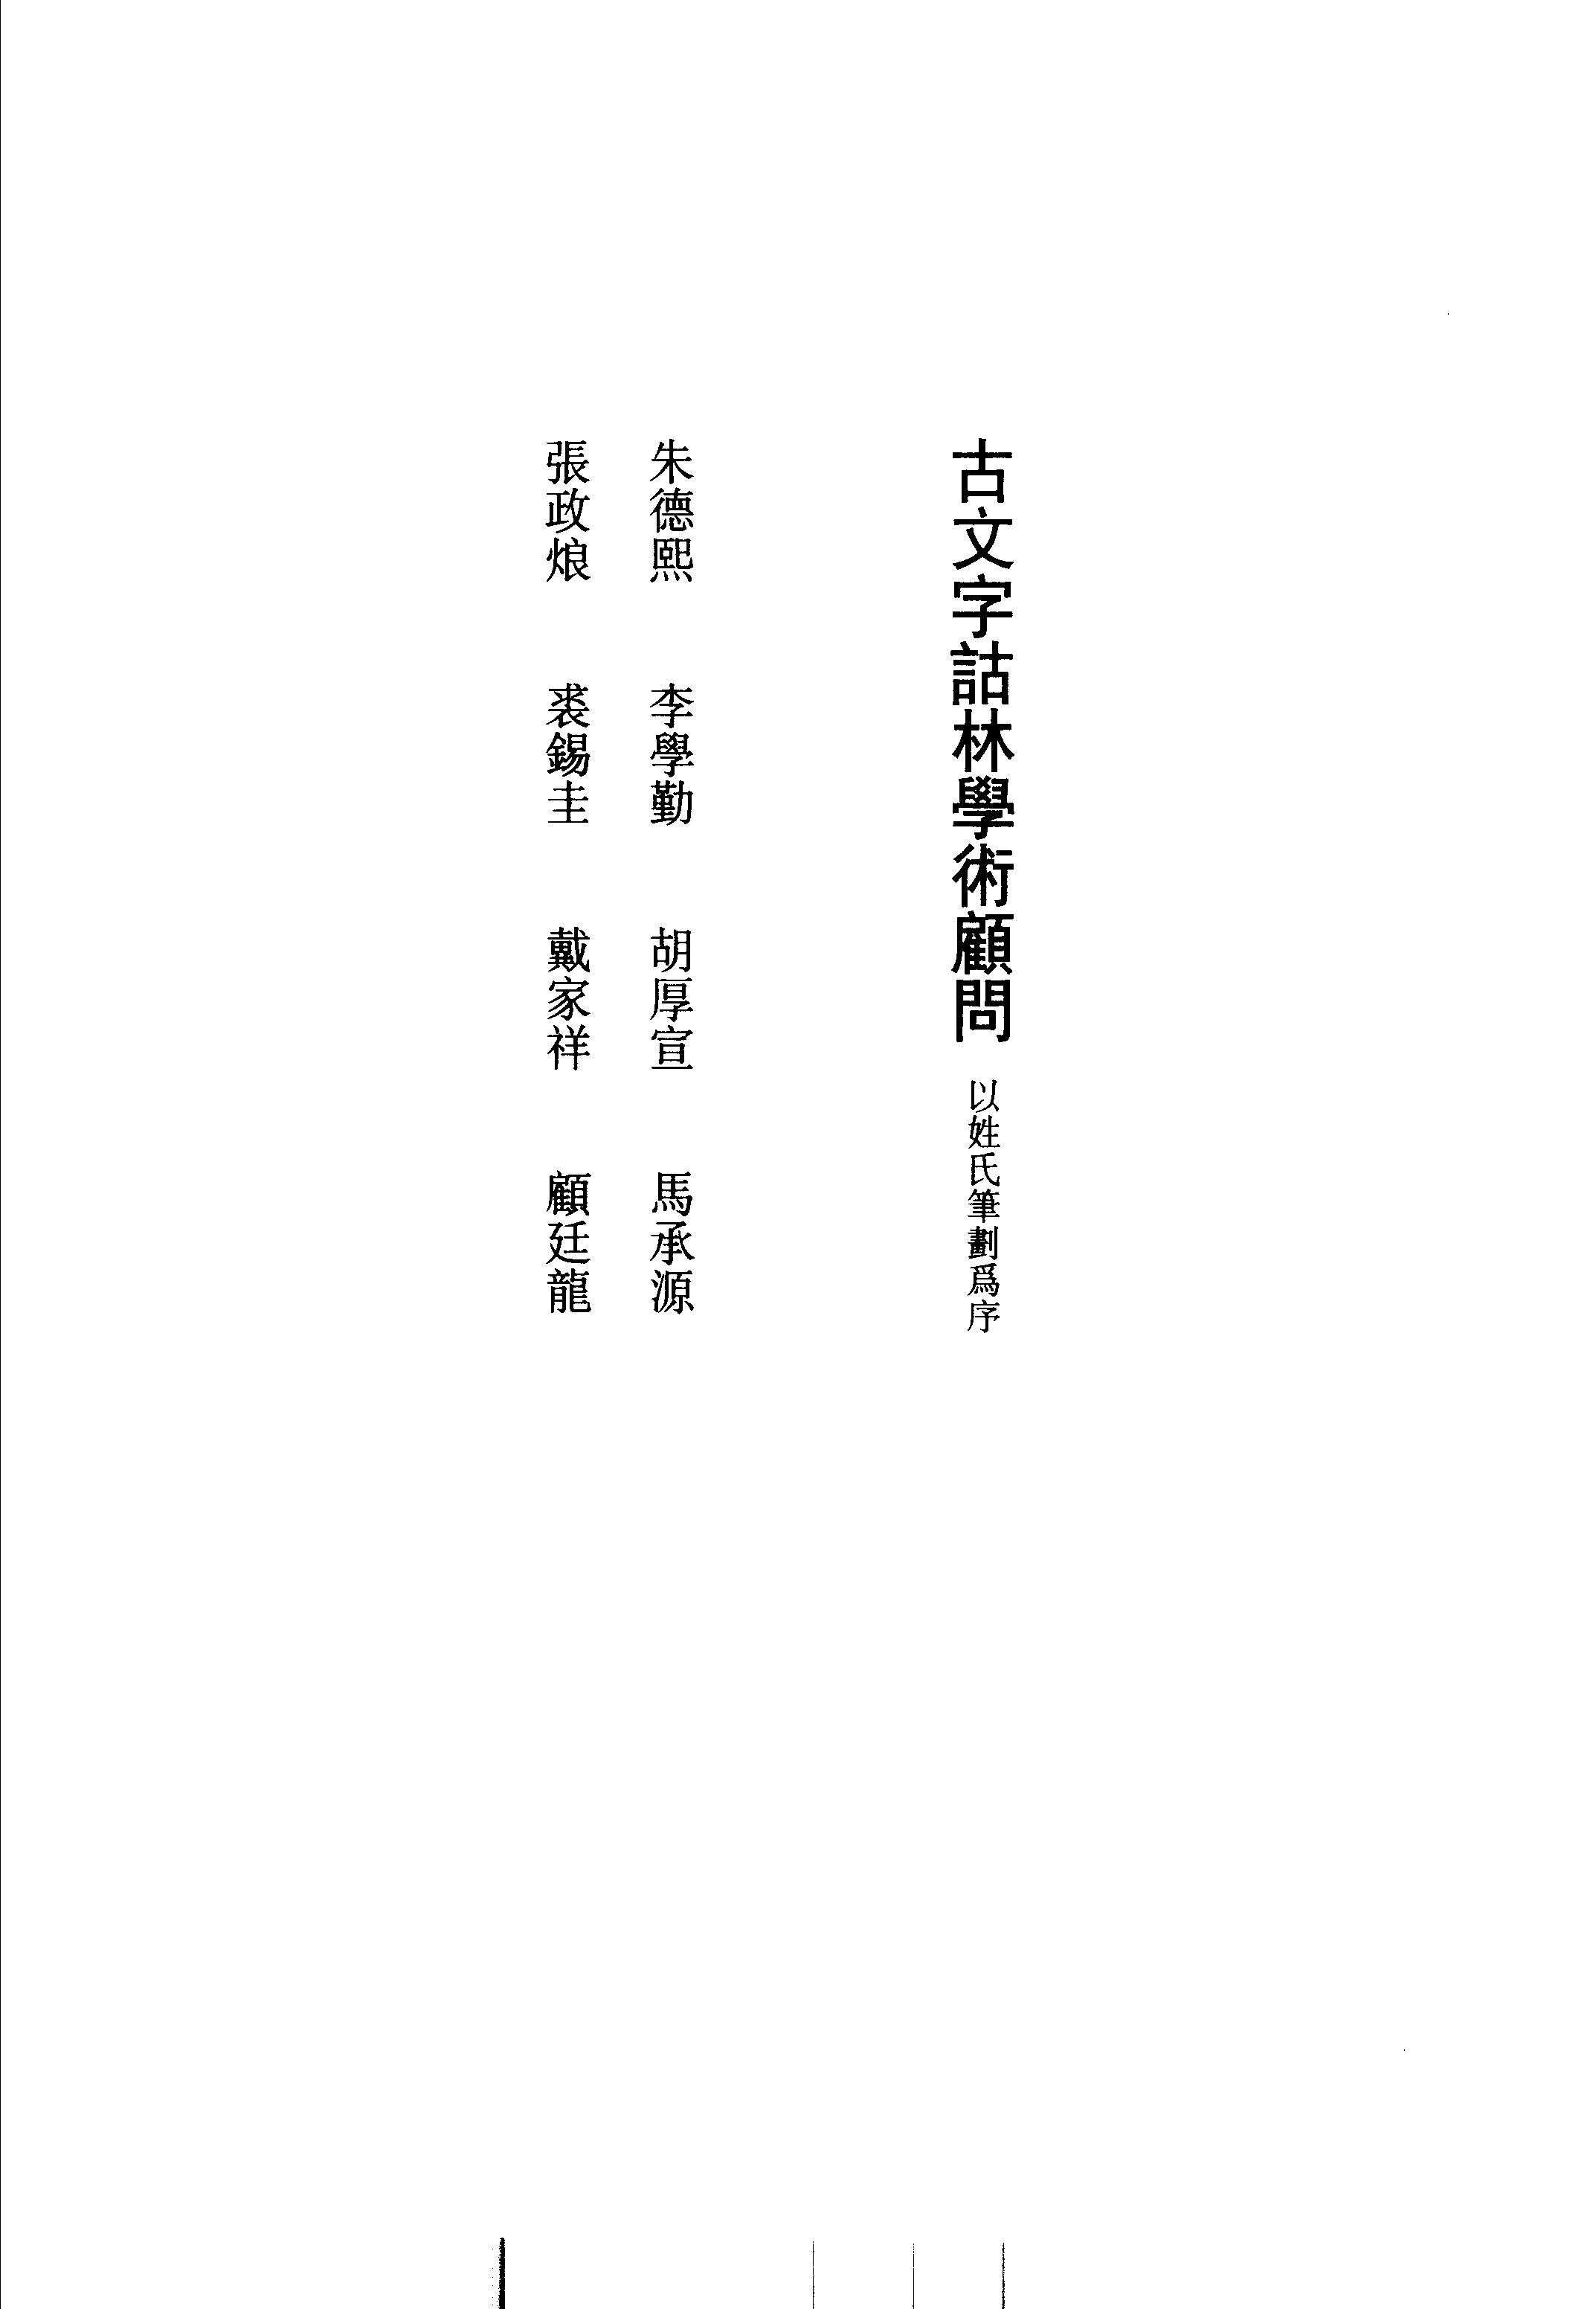 古文字詁林學術顧問 以姓氏筆劃爲序
朱德熙 李學勤 胡厚宣 馬承源
張政烺 裘錫圭 戴家祥 顧廷龍